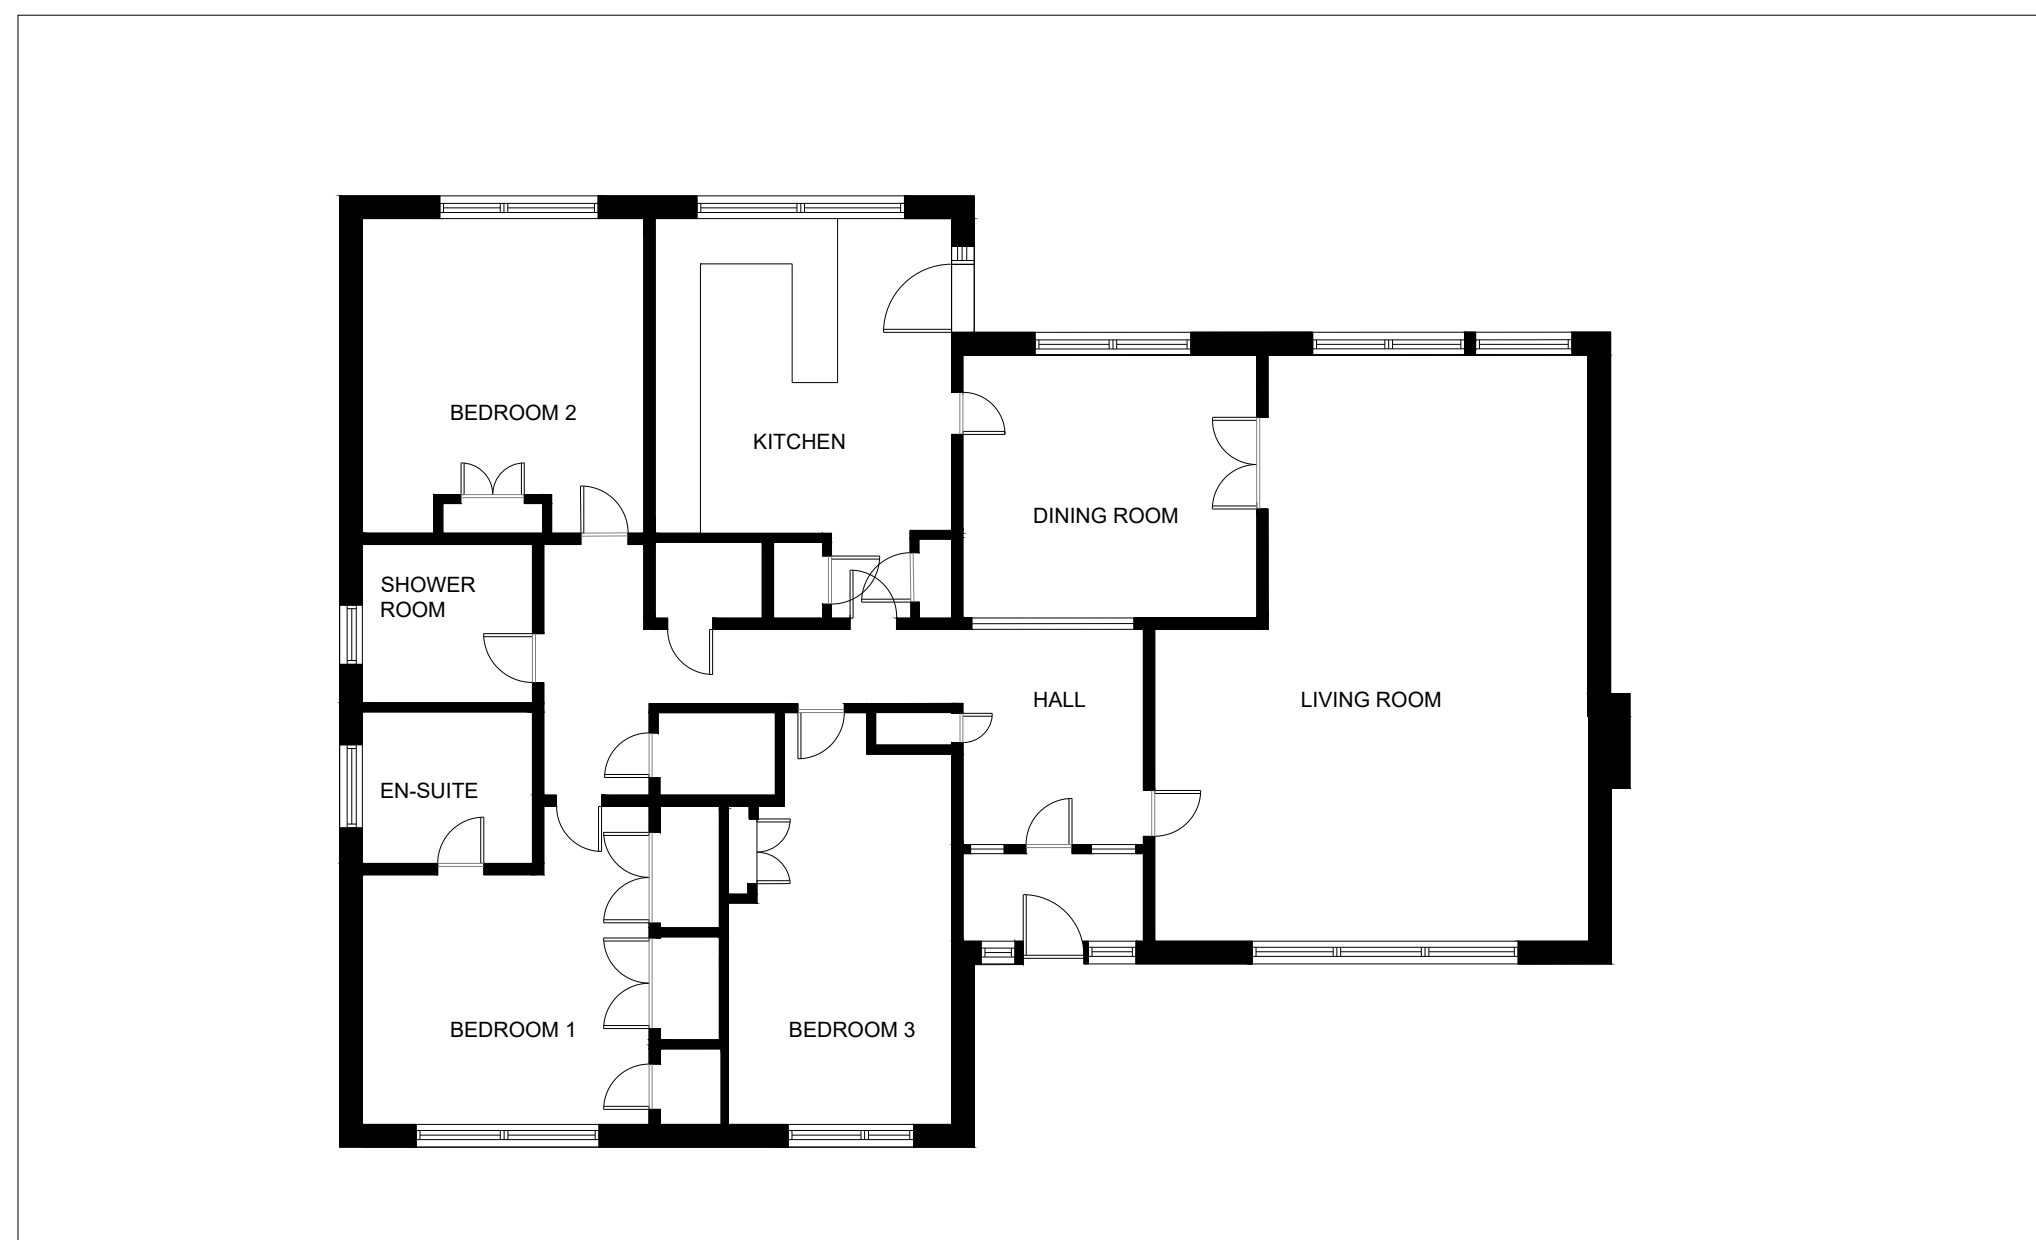 BEDROOM 2
KITCHEN
DINING ROOM
SHOWER
ROOM
HALL
LIVING ROOM
EN-SUITE
BEDROOM 1
BEDROOM 3